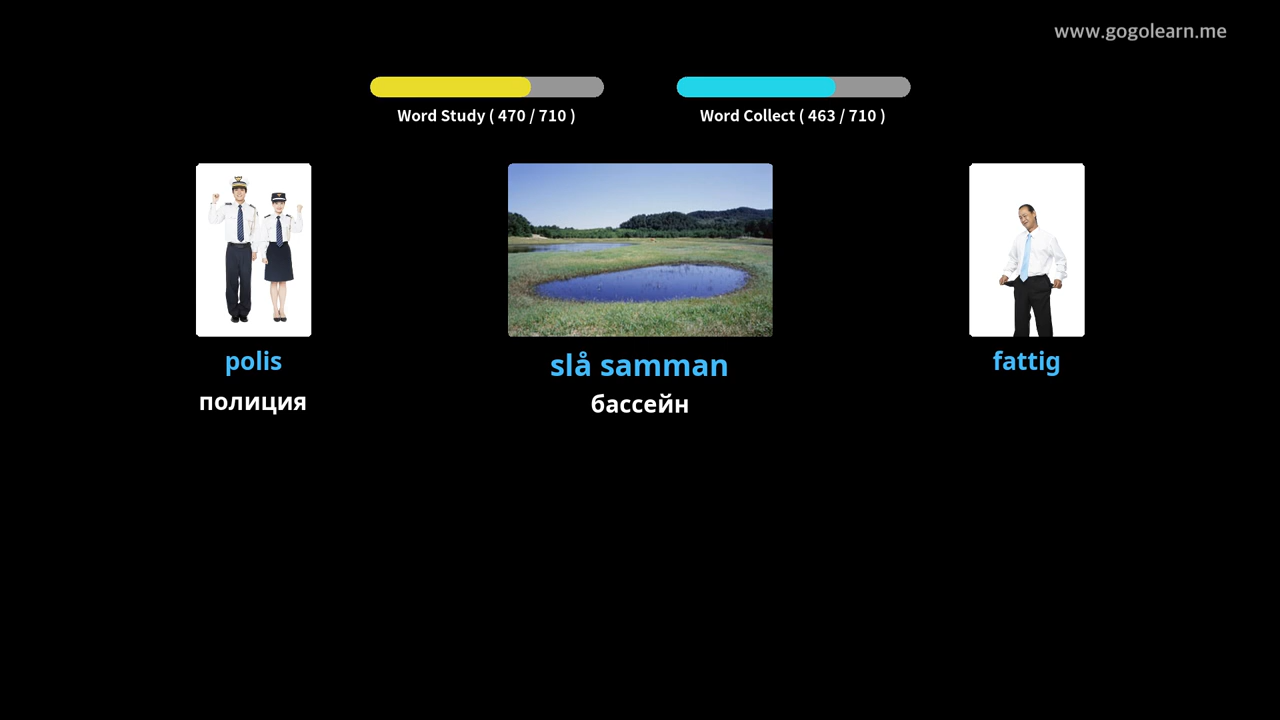 www.gogolearn.me
Word Study ( 470 / 710 )
Word Collect ( 463 / 710 )
polis
полиция
slå samman
бассейн
fattig